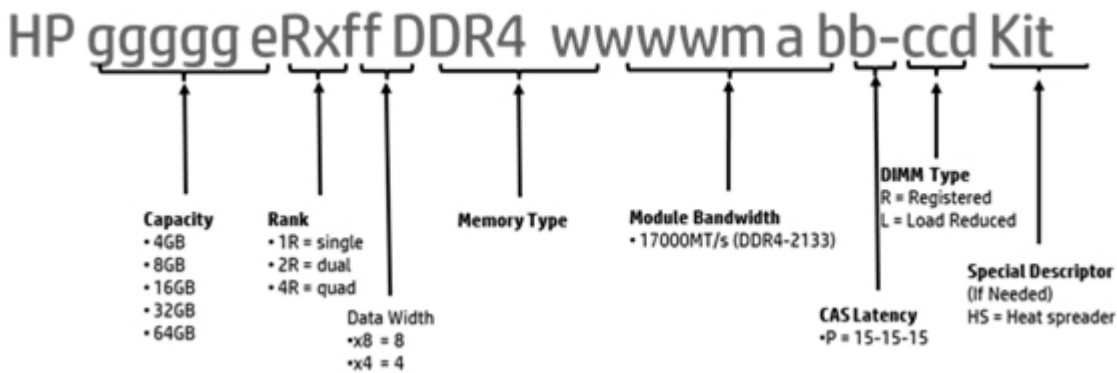 HP ggggg eRxff DDR4 wwwwm a bb-ccd Kit
Capacity
• 4GB
• 8GB
• 16GB
• 32GB
• 64GB
Rank
• 1R = single
• 2R = dual
• 4R = quad
Data Width
•x8 = 8
•x4 = 4
Memory Type
Module Bandwidth
• 17000MT/s (DDR4-2133)
CAS Latency
•P = 15-15-15
DIMM Type
R = Registered
L = Load Reduced
Special Descriptor
(If Needed)
HS = Heat spreader